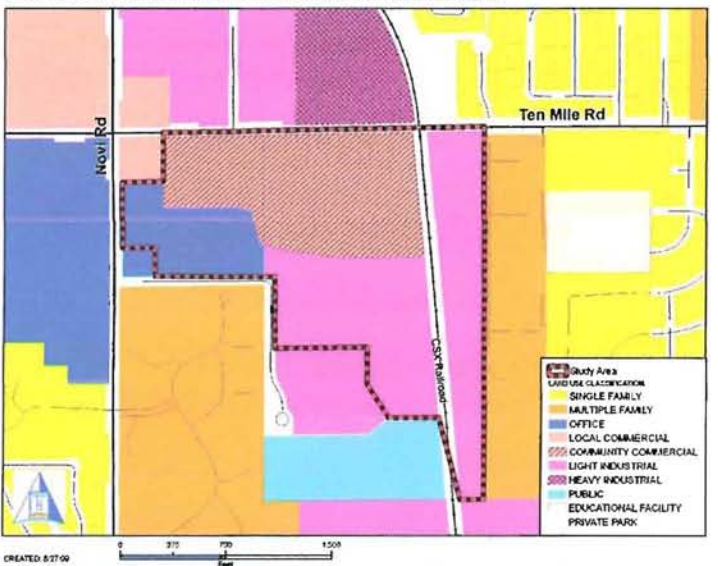 Ten Mile Rd
Novi Rd
CSX Railroad
Study Area
LAND USE CLASSIFICATION
SINGLE FAMILY
MULTIPLE FAMILY
OFFICE
LOCAL COMMERCIAL
COMMUNITY COMMERCIAL
LIGHT INDUSTRIAL
HEAVY INDUSTRIAL
PUBLIC
EDUCATIONAL FACILITY
PRIVATE PARK
CREATED: 8/27/09
0 375 750 1,500
Feet